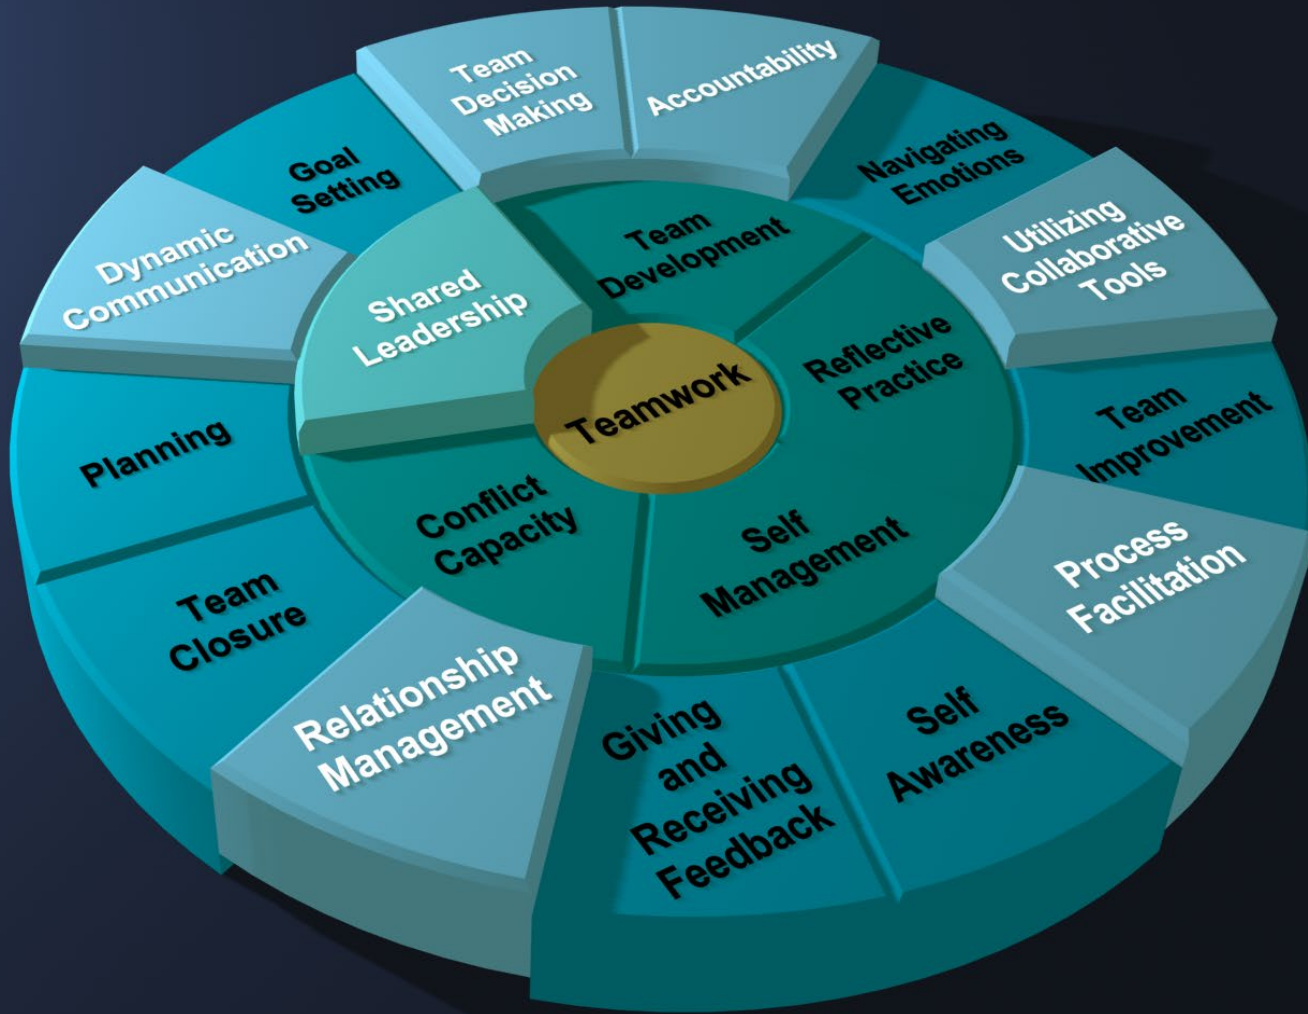 Team
Decision
Making
Accountability
Navigating
Emotions
Utilizing
Collaborative
Tools
Team
Improvement
Process
Facilitation
Self
Awareness
Giving
and
Receiving
Feedback
Relationship
Management
Team
Closure
Planning
Dynamic
Communication
Goal
Setting
Shared
Leadership
Team
Development
Reflective
Practice
Self
Management
Conflict
Capacity
Teamwork